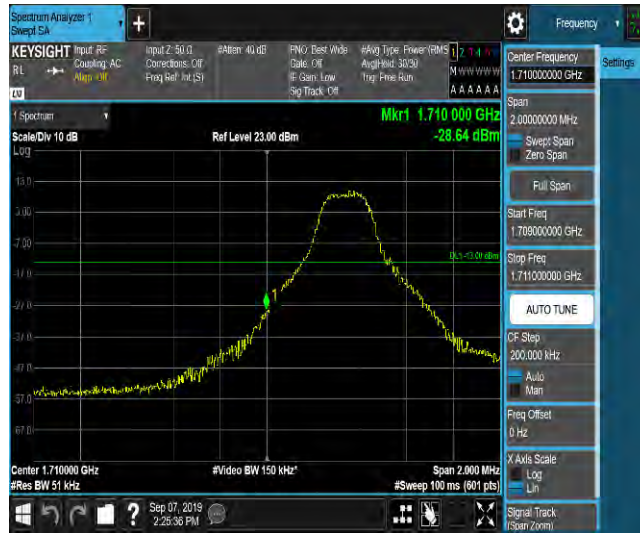 Spectrum Analyzer 1
Swept SA
+
Frequency
KEYSIGHT
RL
Input: RF
Coupling: AC
Align: Off
Input Z: 50 Ω
Corrections: Off
Freq Ref: Int (S)
#Atten: 40 dB
PNO: Best Wide
Gate: Off
IF Gain: Low
Sig Track: Off
#Avg Type: Power (RMS
Avg|Hold: 30/30
Trig: Free Run
M W W W W W
A A A A A A
1 Spectrum
Scale/Div 10 dB
Log
Ref Level 23.00 dBm
Mkr1 1.710 000 GHz
-28.64 dBm
13.0
3.00
-7.00
-17.0
-27.0
-37.0
-47.0
-57.0
-67.0
DL1 -13.00 dBm
1
Center 1.710000 GHz
#Res BW 51 kHz
#Video BW 150 kHz*
Span 2.000 MHz
#Sweep 100 ms (601 pts)
Sep 07, 2019
2:25:36 PM
?
Center Frequency
1.710000000 GHz
Settings
Span
2.00000000 MHz
Swept Span
Zero Span
Full Span
Start Freq
1.709000000 GHz
Stop Freq
1.711000000 GHz
AUTO TUNE
CF Step
200.000 kHz
Auto
Man
Freq Offset
0 Hz
X Axis Scale
Log
Lin
Signal Track
(Span Zoom)